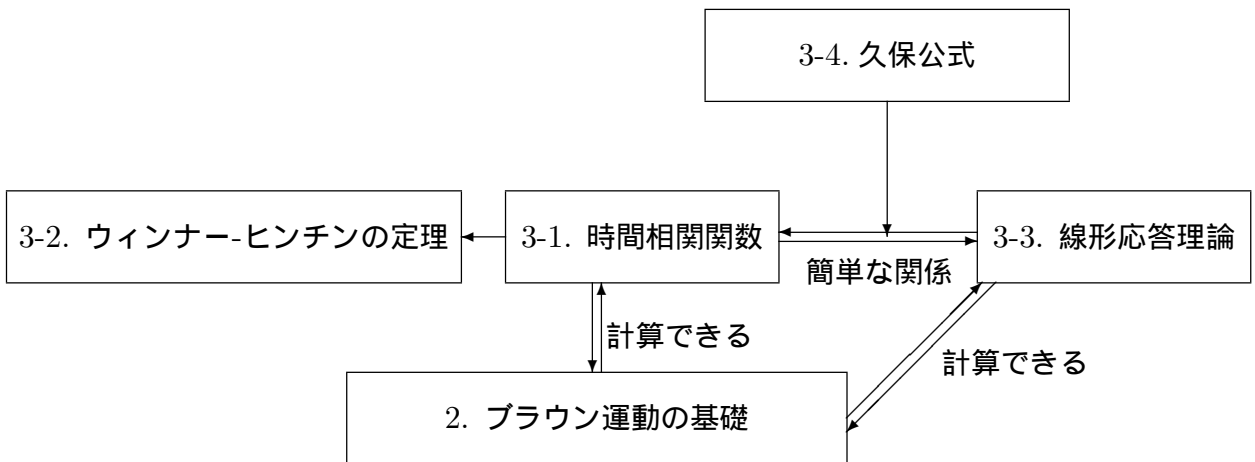 3-4. 久保公式
3-2. ウィンナー-ヒンチンの定理
3-1. 時間相関関数
3-3. 線形応答理論
簡単な関係
計算できる
計算できる
2. ブラウン運動の基礎